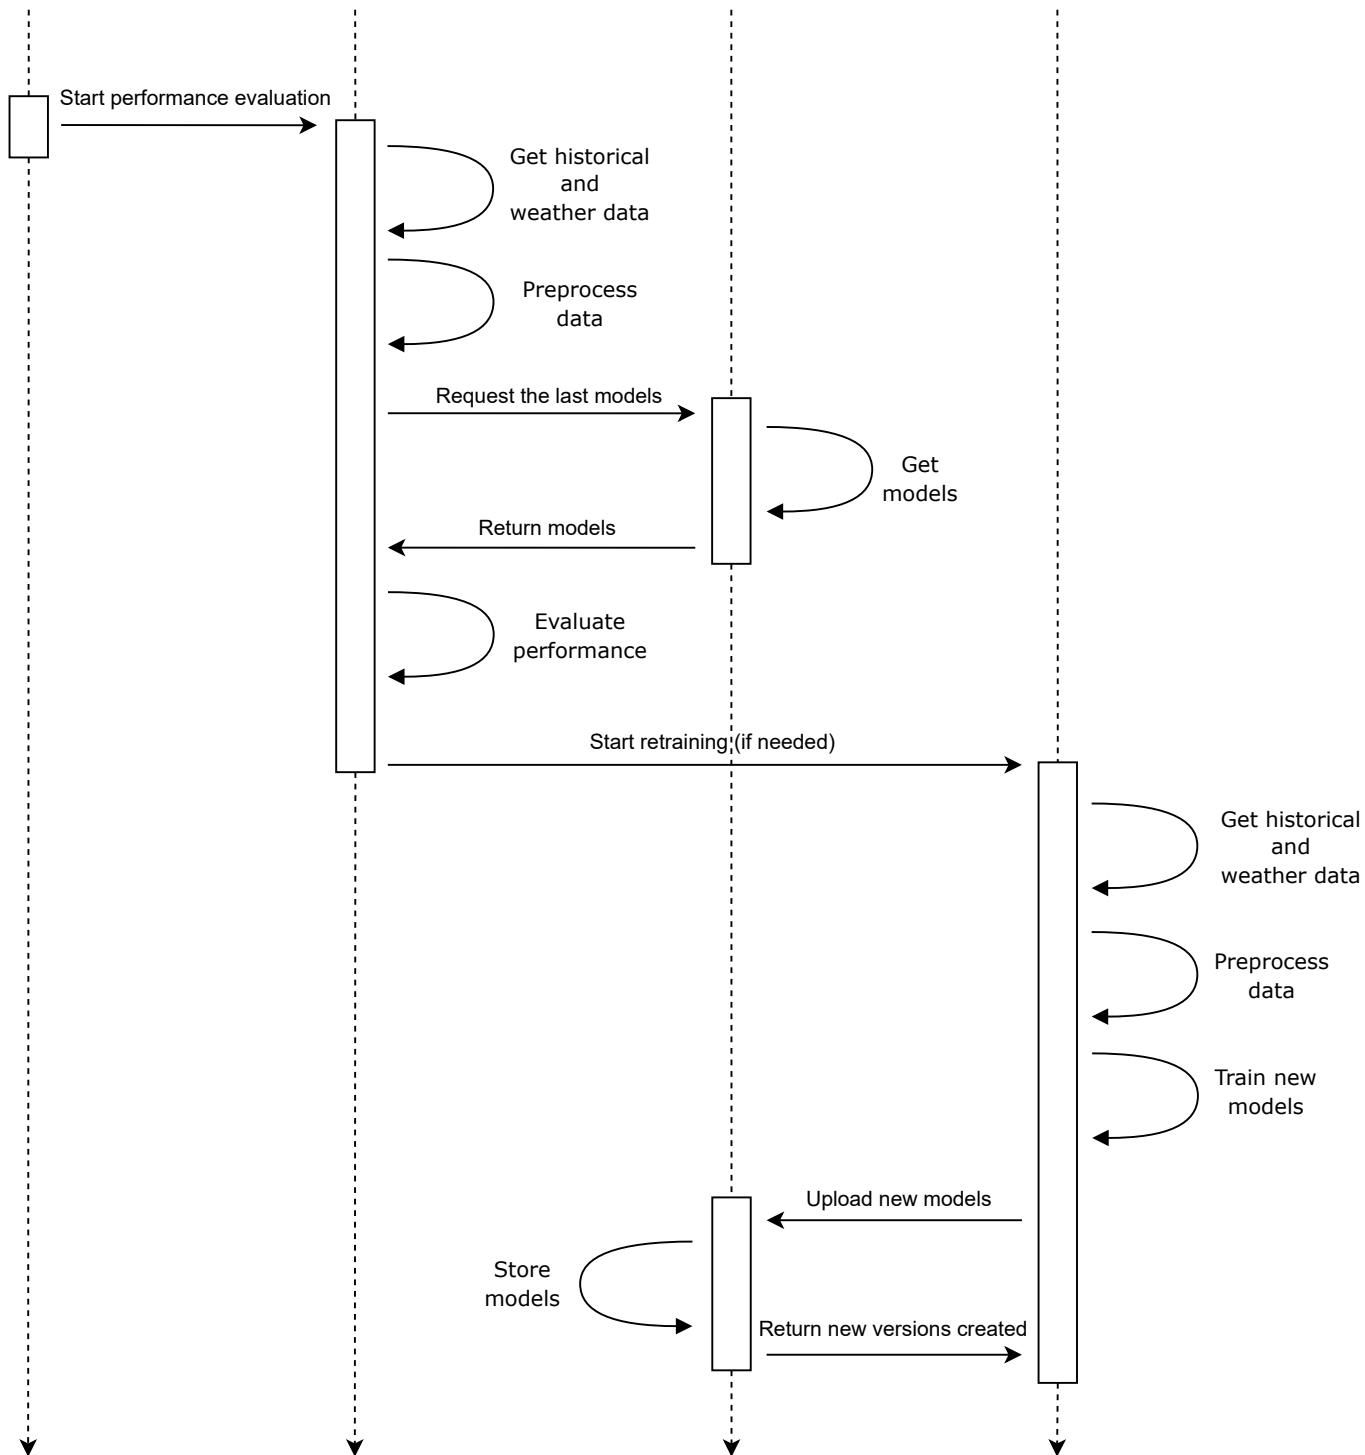 Start performance evaluation
Get historical
and
weather data
Preprocess
data
Request the last models
Get
models
Return models
Evaluate
performance
Start retraining (if needed)
Get historical
and
weather data
Preprocess
data
Train new
models
Upload new models
Store
models
Return new versions created